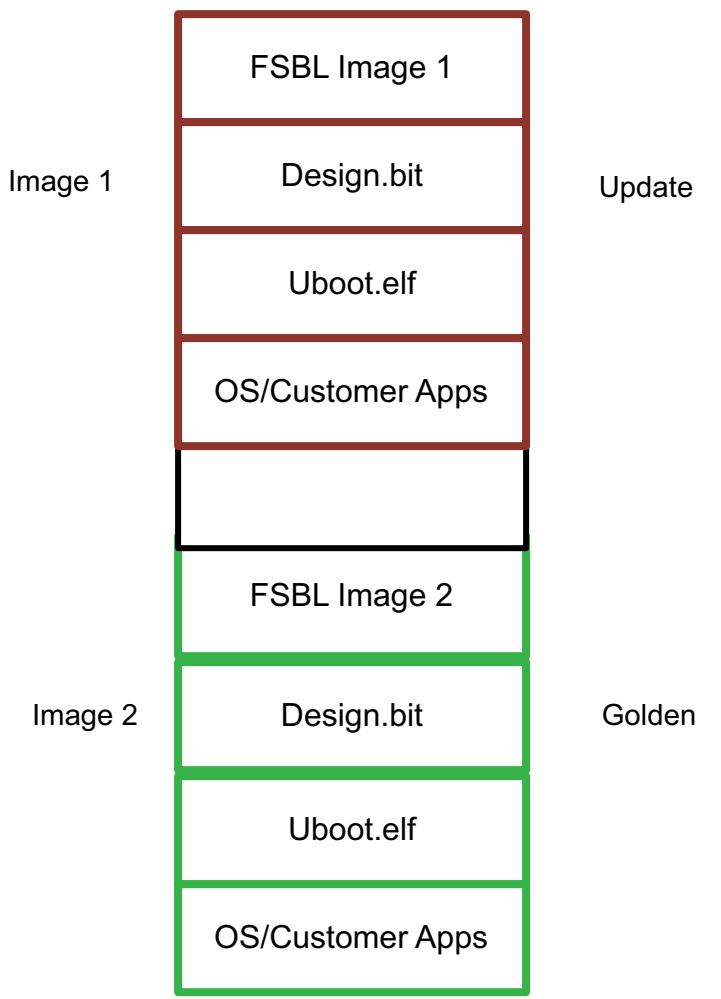 FSBL Image 1
Image 1
Design.bit
Update
Uboot.elf
OS/Customer Apps
FSBL Image 2
Image 2
Design.bit
Golden
Uboot.elf
OS/Customer Apps